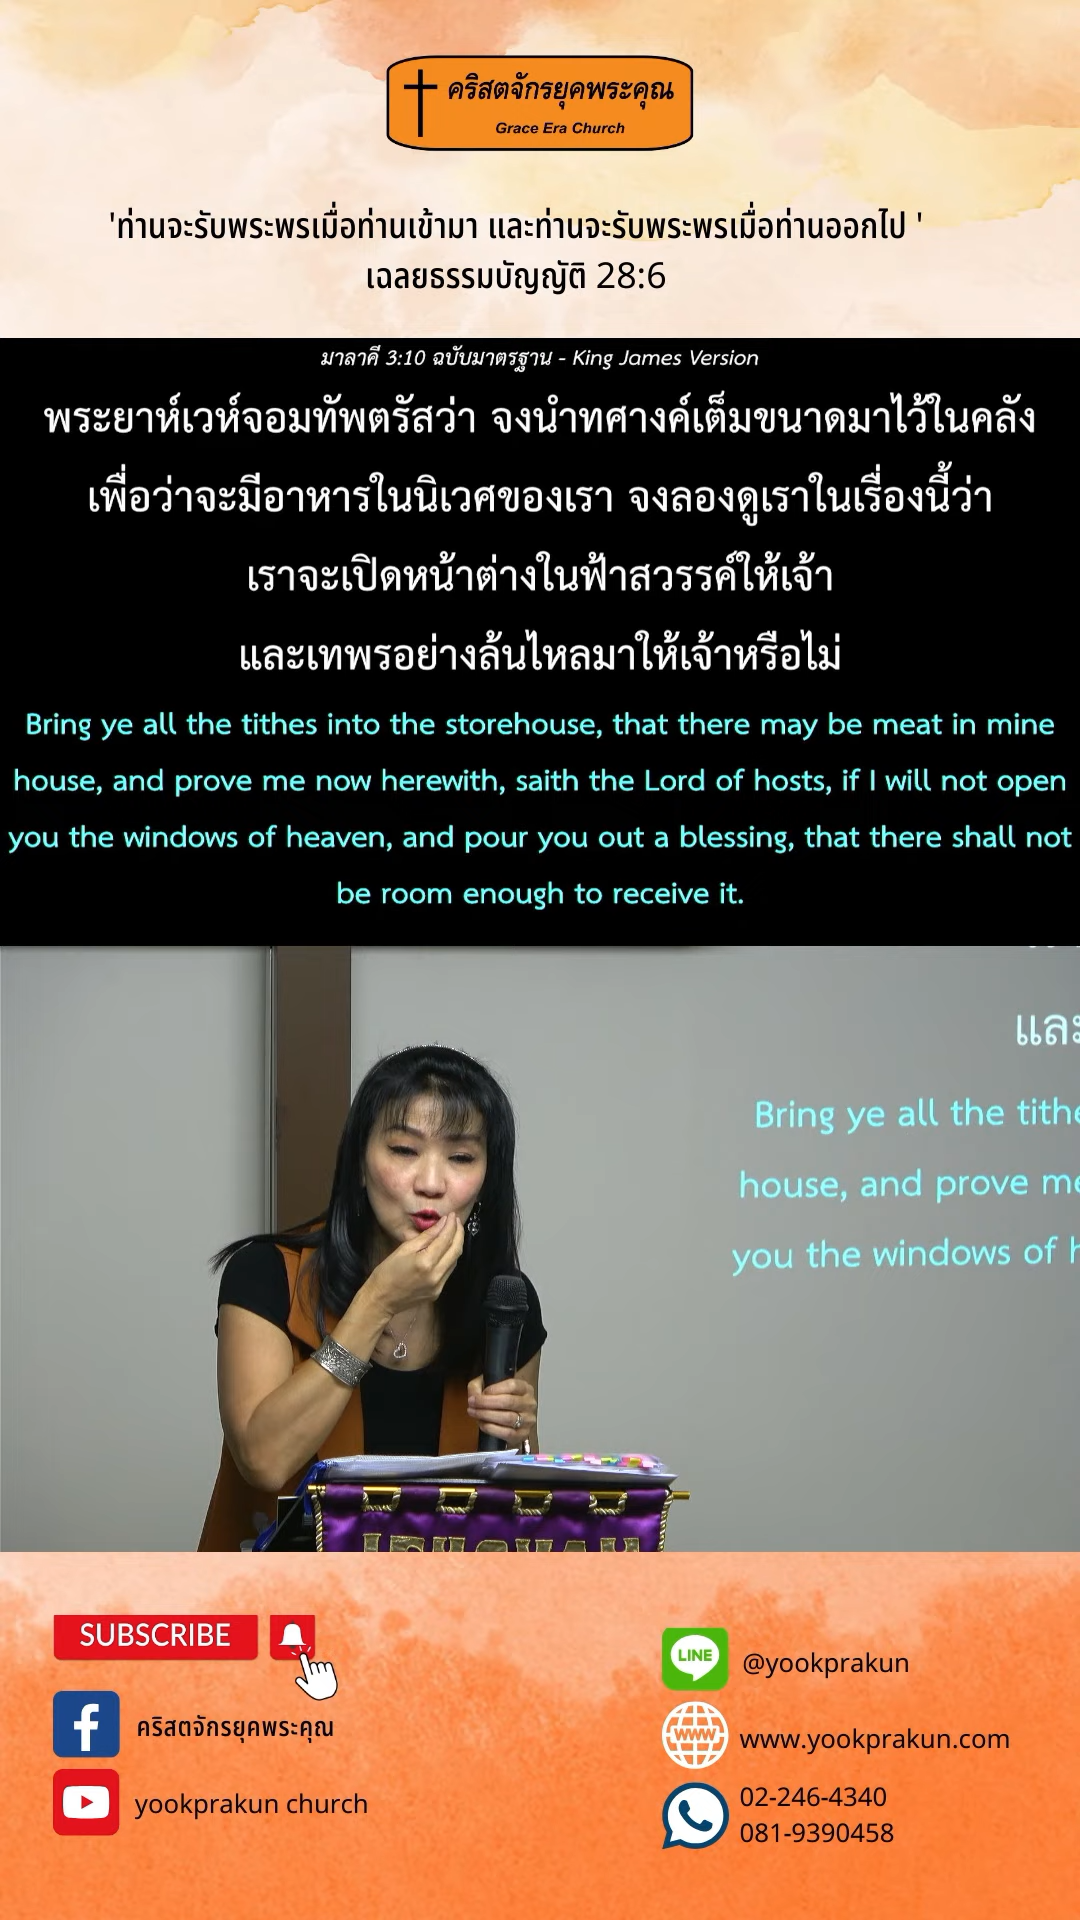 คริสตจักรยุคพระคุณ
Grace Era Church
'ท่านจะรับพระพรเมื่อท่านเข้ามา และท่านจะรับพระพรเมื่อท่านออกไป '
เฉลยธรรมบัญญัติ 28:6
มาลาคี 3:10 ฉบับมาตรฐาน - King James Version
พระยาห์เวห์จอมทัพตรัสว่า จงนำทศางค์เต็มขนาดมาไว้ในคลัง
เพื่อว่าจะมีอาหารในนิเวศของเรา จงลองดูเราในเรื่องนี้ว่า
เราจะเปิดหน้าต่างในฟ้าสวรรค์ให้เจ้า
และเทพรอย่างล้นไหลมาให้เจ้าหรือไม่
Bring ye all the tithes into the storehouse, that there may be meat in mine
house, and prove me now herewith, saith the Lord of hosts, if I will not open
you the windows of heaven, and pour you out a blessing, that there shall not
be room enough to receive it.
และ
Bring ye all the tithe
house, and prove me
you the windows of h
JEHOVAH
SUBSCRIBE
คริสตจักรยุคพระคุณ
yookprakun church
LINE
@yookprakun
WWW
www.yookprakun.com
02-246-4340
081-9390458